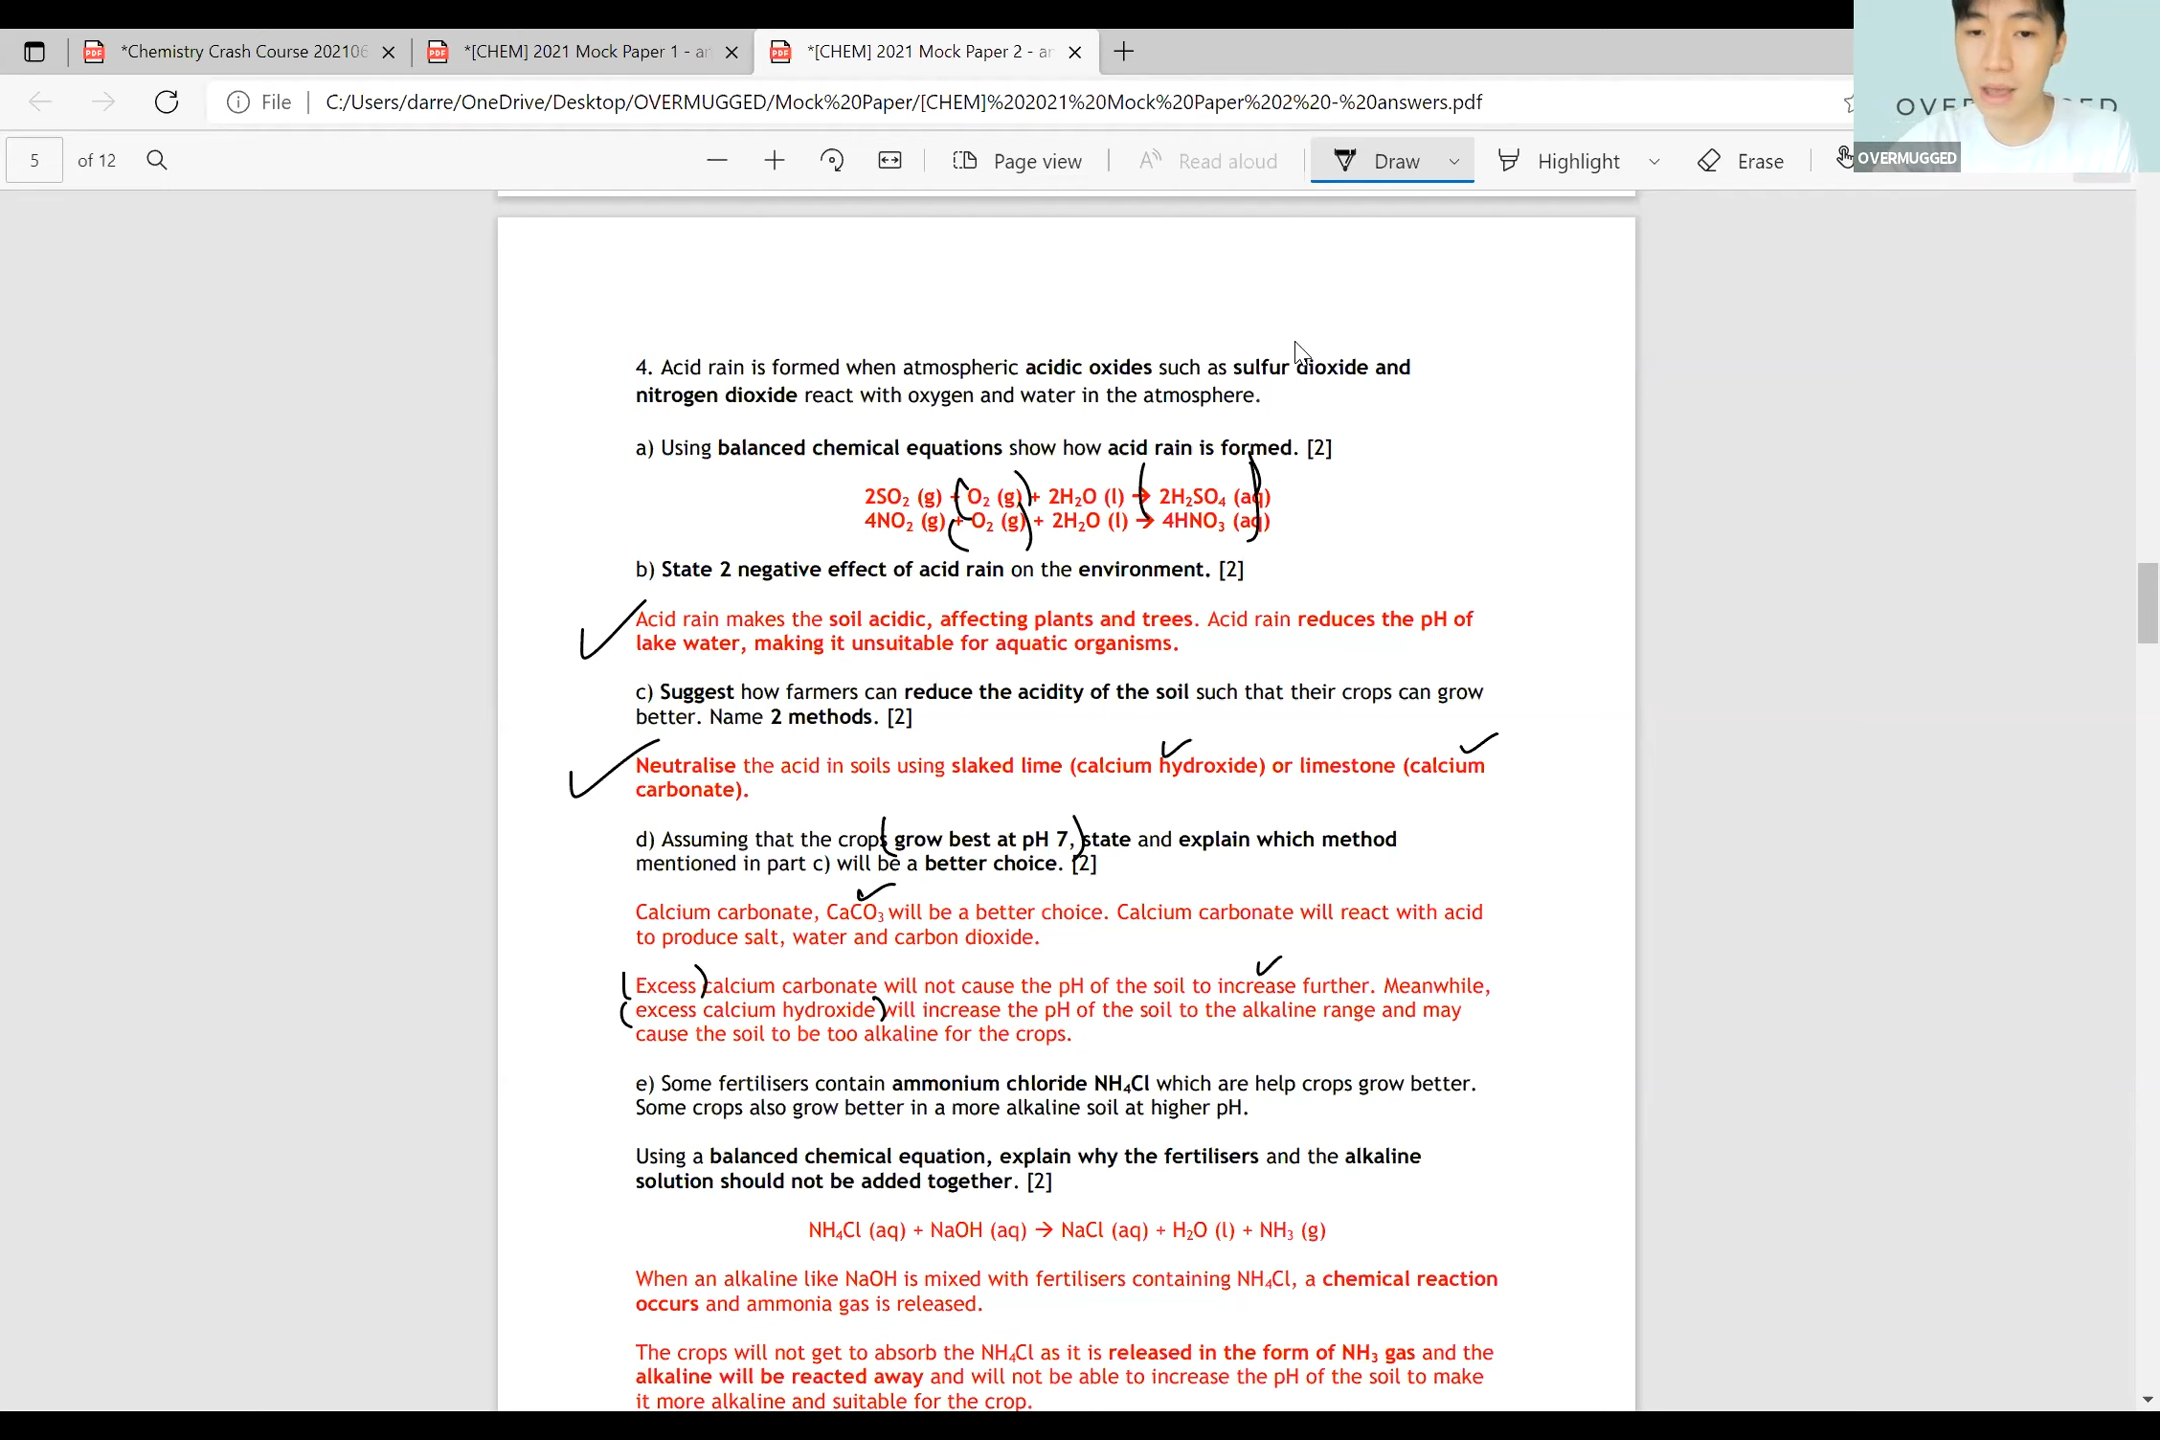 *Chemistry Crash Course 202106
*[CHEM] 2021 Mock Paper 1 - an
*[CHEM] 2021 Mock Paper 2 - an
File
C:/Users/darre/OneDrive/Desktop/OVERMUGGED/Mock%20Paper/[CHEM]%202021%20Mock%20Paper%202%20-%20answers.pdf
OVERMUGGED
5 of 12
Page view
Read aloud
Draw
Highlight
Erase
4. Acid rain is formed when atmospheric acidic oxides such as sulfur dioxide and
nitrogen dioxide react with oxygen and water in the atmosphere.
a) Using balanced chemical equations show how acid rain is formed. [2]
2SO₂ (g) + O₂ (g) + 2H₂O (l) → 2H₂SO₄ (aq)
4NO₂ (g) + O₂ (g) + 2H₂O (l) → 4HNO₃ (aq)
b) State 2 negative effect of acid rain on the environment. [2]
Acid rain makes the soil acidic, affecting plants and trees. Acid rain reduces the pH of
lake water, making it unsuitable for aquatic organisms.
c) Suggest how farmers can reduce the acidity of the soil such that their crops can grow
better. Name 2 methods. [2]
Neutralise the acid in soils using slaked lime (calcium hydroxide) or limestone (calcium
carbonate).
d) Assuming that the crops grow best at pH 7, state and explain which method
mentioned in part c) will be a better choice. [2]
Calcium carbonate, CaCO₃ will be a better choice. Calcium carbonate will react with acid
to produce salt, water and carbon dioxide.
Excess calcium carbonate will not cause the pH of the soil to increase further. Meanwhile,
excess calcium hydroxide will increase the pH of the soil to the alkaline range and may
cause the soil to be too alkaline for the crops.
e) Some fertilisers contain ammonium chloride NH₄Cl which are help crops grow better.
Some crops also grow better in a more alkaline soil at higher pH.
Using a balanced chemical equation, explain why the fertilisers and the alkaline
solution should not be added together. [2]
NH₄Cl (aq) + NaOH (aq) → NaCl (aq) + H₂O (l) + NH₃ (g)
When an alkaline like NaOH is mixed with fertilisers containing NH₄Cl, a chemical reaction
occurs and ammonia gas is released.
The crops will not get to absorb the NH₄Cl as it is released in the form of NH₃ gas and the
alkaline will be reacted away and will not be able to increase the pH of the soil to make
it more alkaline and suitable for the crop.